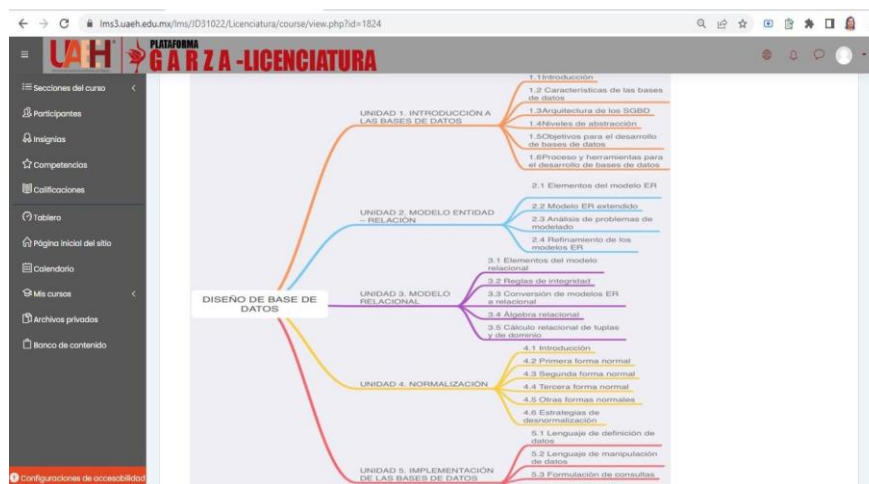 lms3.uaeh.edu.mx/lms/JD31022/Licenciatura/course/view.php?id=1824
UAEH
PLATAFORMA
GARZA -LICENCIATURA
Secciones del curso
Participantes
Insignias
Competencias
Calificaciones
Tablero
Página inicial del sitio
Calendario
Mis cursos
Archivos privados
Banco de contenido
Configuraciones de accesabilidad
DISEÑO DE BASE DE
DATOS
UNIDAD 1. INTRODUCCIÓN A
LAS BASES DE DATOS
1.1Introducción
1.2 Características de las bases
de datos
1.3Arquitectura de los SGBD
1.4Niveles de abstracción
1.5Objetivos para el desarrollo
de bases de datos
1.6Proceso y herramientas para
el desarrollo de bases de datos
UNIDAD 2. MODELO ENTIDAD
– RELACIÓN
2.1 Elementos del modelo ER
2.2 Modelo ER extendido
2.3 Análisis de problemas de
modelado
2.4 Refinamiento de los
modelos ER
UNIDAD 3. MODELO
RELACIONAL
3.1 Elementos del modelo
relacional
3.2 Reglas de integridad
3.3 Conversión de modelos ER
a relacional
3.4 Álgebra relacional
3.5 Cálculo relacional de tuplas
y de dominio
UNIDAD 4. NORMALIZACIÓN
4.1 Introducción
4.2 Primera forma normal
4.3 Segunda forma normal
4.4 Tercera forma normal
4.5 Otras formas normales
4.6 Estrategias de
desnormalización
UNIDAD 5. IMPLEMENTACIÓN
DE LAS BASES DE DATOS
5.1 Lenguaje de definición de
datos
5.2 Lenguaje de manipulación
de datos
5.3 Formulación de consultas